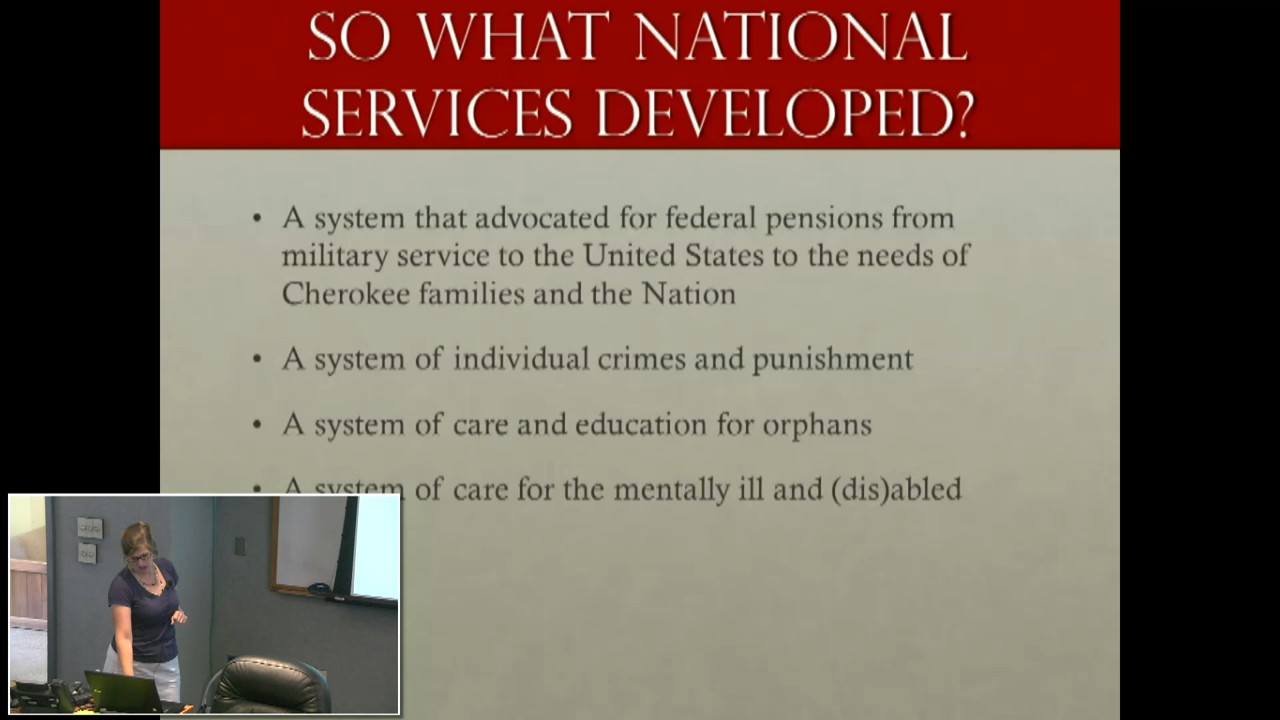 SO WHAT NATIONAL
SERVICES DEVELOPED?
• A system that advocated for federal pensions from
military service to the United States to the needs of
Cherokee families and the Nation
• A system of individual crimes and punishment
• A system of care and education for orphans
• A system of care for the mentally ill and (dis)abled